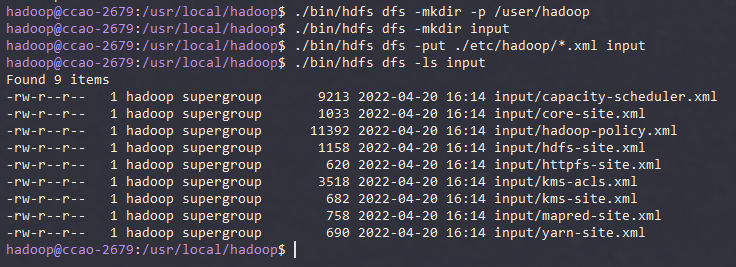 hadoop@ccao-2679:/usr/local/hadoop$ ./bin/hdfs dfs -mkdir -p /user/hadoop
hadoop@ccao-2679:/usr/local/hadoop$ ./bin/hdfs dfs -mkdir input
hadoop@ccao-2679:/usr/local/hadoop$ ./bin/hdfs dfs -put ./etc/hadoop/*.xml input
hadoop@ccao-2679:/usr/local/hadoop$ ./bin/hdfs dfs -ls input
Found 9 items
-rw-r--r--   1 hadoop supergroup       9213 2022-04-20 16:14 input/capacity-scheduler.xml
-rw-r--r--   1 hadoop supergroup       1033 2022-04-20 16:14 input/core-site.xml
-rw-r--r--   1 hadoop supergroup      11392 2022-04-20 16:14 input/hadoop-policy.xml
-rw-r--r--   1 hadoop supergroup       1158 2022-04-20 16:14 input/hdfs-site.xml
-rw-r--r--   1 hadoop supergroup        620 2022-04-20 16:14 input/httpfs-site.xml
-rw-r--r--   1 hadoop supergroup       3518 2022-04-20 16:14 input/kms-acls.xml
-rw-r--r--   1 hadoop supergroup        682 2022-04-20 16:14 input/kms-site.xml
-rw-r--r--   1 hadoop supergroup        758 2022-04-20 16:14 input/mapred-site.xml
-rw-r--r--   1 hadoop supergroup        690 2022-04-20 16:14 input/yarn-site.xml
hadoop@ccao-2679:/usr/local/hadoop$